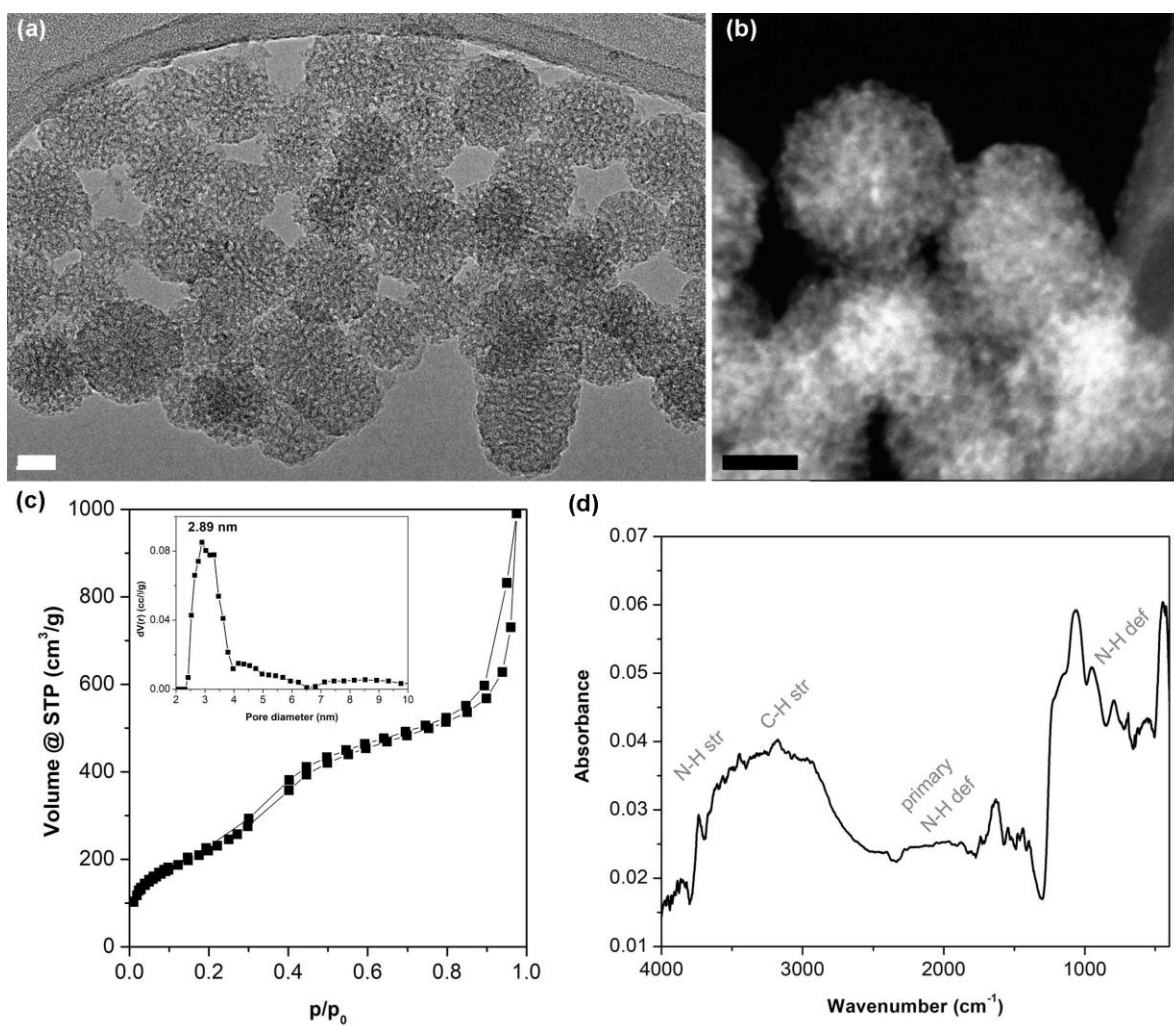 (a)
(b)
(c)
1000
800
600
400
200
0
Volume @ STP (cm³/g)
0.0
0.2
0.4
0.6
0.8
1.0
p/p₀
2.89 nm
0.08
0.04
0.00
dV(r) (cc/l/g)
2
3
4
5
6
7
8
9
10
Pore diameter (nm)
(d)
0.07
0.06
0.05
0.04
0.03
0.02
0.01
Absorbance
N-H str
C-H str
primary
N-H def
N-H def
4000
3000
2000
1000
Wavenumber (cm⁻¹)